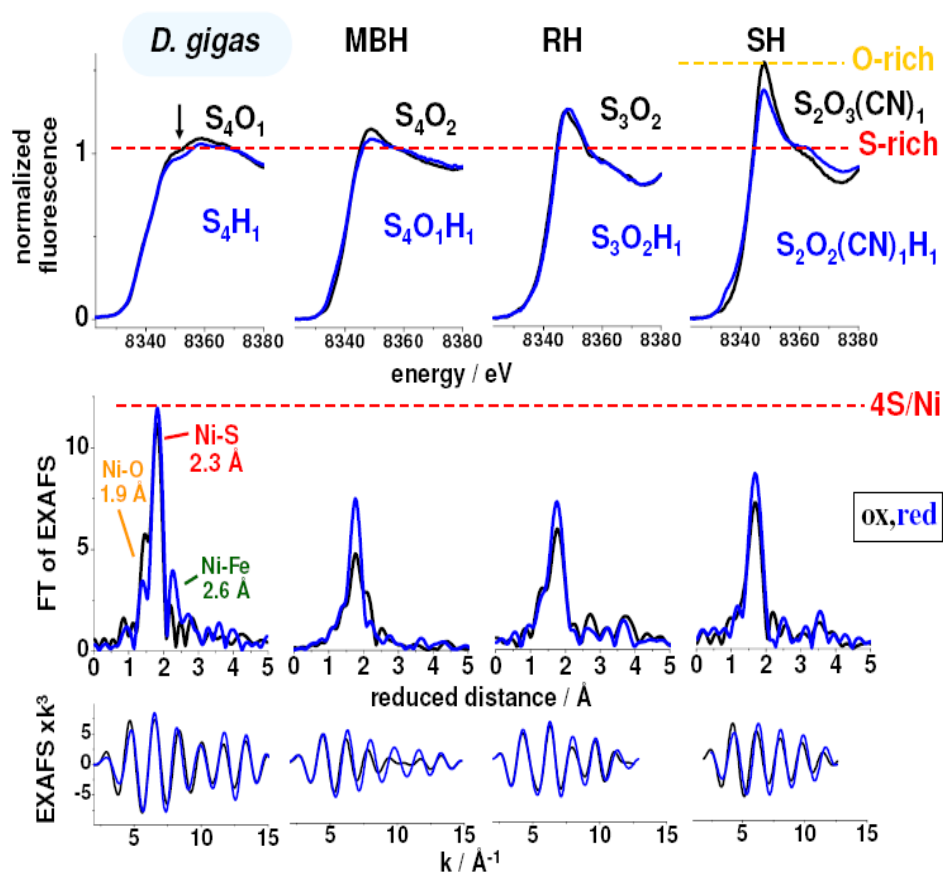 D. gigas MBH RH SH
O-rich
S₄O₁ S₄O₂ S₃O₂ S₂O₃(CN)₁
S-rich
S₄H₁ S₄O₁H₁ S₃O₂H₁ S₂O₂(CN)₁H₁
normalized
fluorescence
1
0
8340 8360 8380 8340 8360 8380 8340 8360 8380 8340 8360 8380
energy / eV
4S/Ni
FT of EXAFS
10
5
0
Ni-O
1.9 Å
Ni-S
2.3 Å
Ni-Fe
2.6 Å
ox,red
0 1 2 3 4 5 0 1 2 3 4 5 0 1 2 3 4 5 0 1 2 3 4 5
reduced distance / Å
EXAFS xk³
5
0
-5
5 10 15 5 10 15 5 10 15 5 10 15
k / Å⁻¹